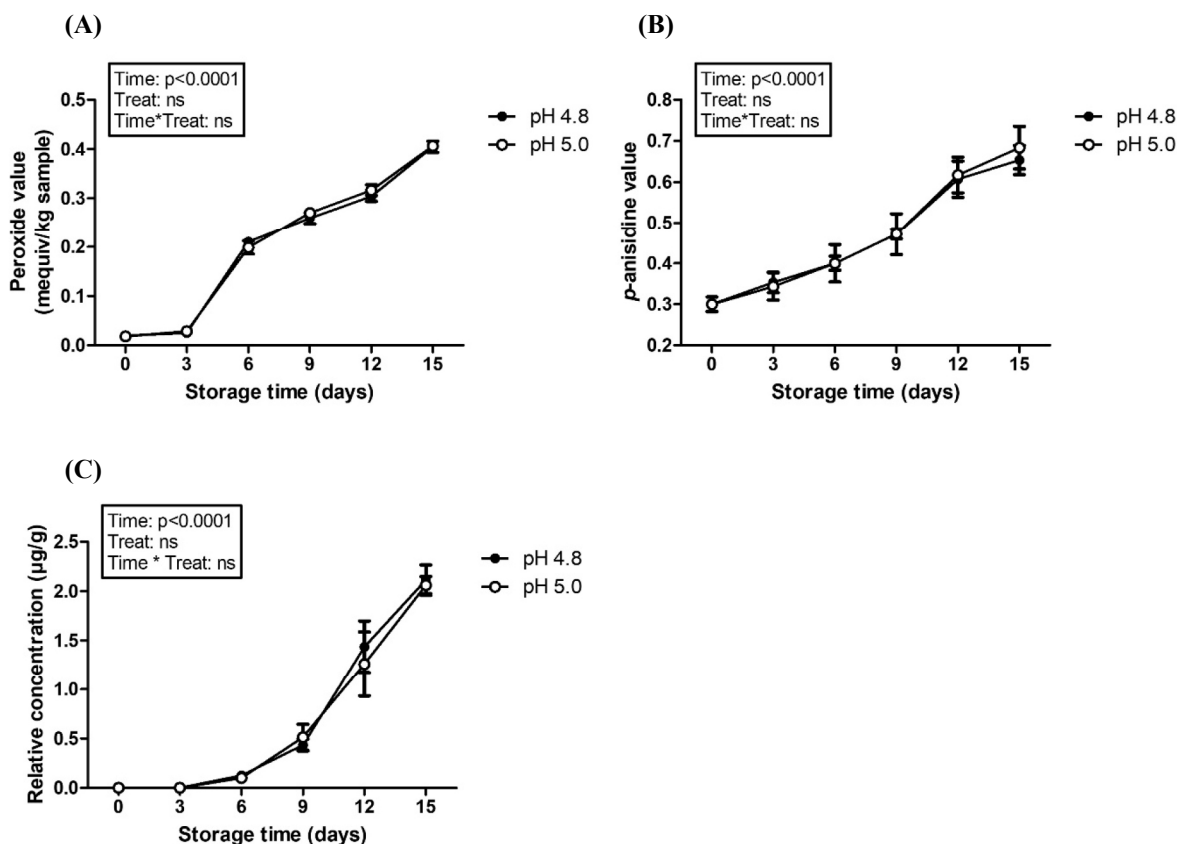 (A)
Time: p<0.0001
Treat: ns
Time*Treat: ns
0.5
0.4
0.3
0.2
0.1
0.0
Peroxide value
(mequiv/kg sample)
0 3 6 9 12 15
Storage time (days)
pH 4.8
pH 5.0
(B)
Time: p<0.0001
Treat: ns
Time*Treat: ns
0.8
0.7
0.6
0.5
0.4
0.3
0.2
p-anisidine value
0 3 6 9 12 15
Storage time (days)
pH 4.8
pH 5.0
(C)
Time: p<0.0001
Treat: ns
Time * Treat: ns
2.5
2.0
1.5
1.0
0.5
0.0
Relative concentration (µg/g)
0 3 6 9 12 15
Storage time (days)
pH 4.8
pH 5.0